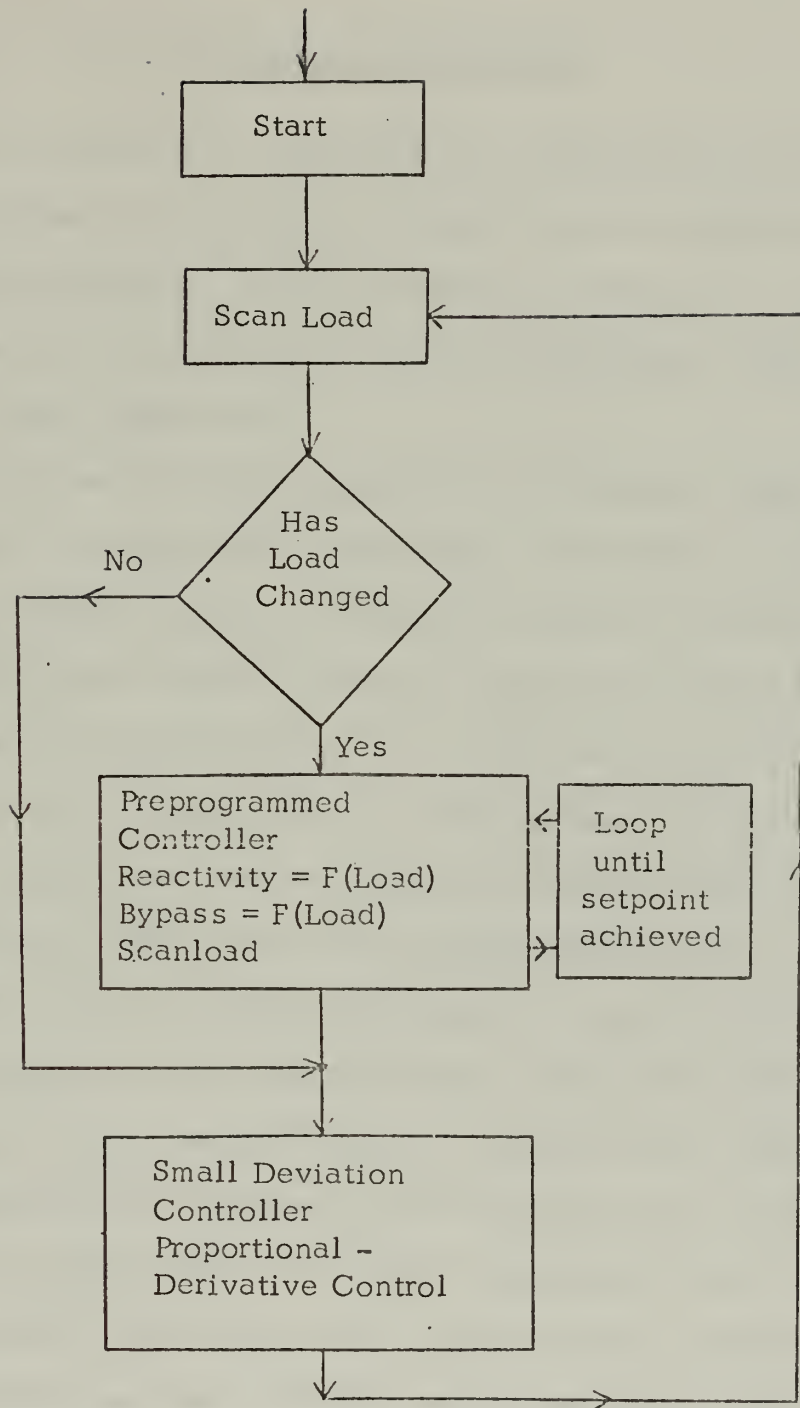 Start
Scan Load
Has
Load
Changed
No
Yes
Preprogrammed
Controller
Reactivity = F(Load)
Bypass = F(Load)
Scanload
Loop
until
setpoint
achieved
Small Deviation
Controller
Proportional -
Derivative Control